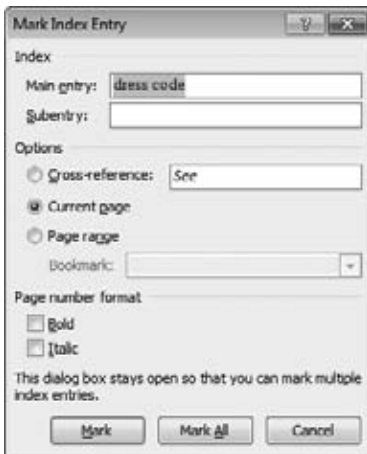 Mark Index Entry
Index
Main entry: dress code
Subentry:
Options
Cross-reference: See
Current page
Page range
Bookmark:
Page number format
Bold
Italic
This dialog box stays open so that you can mark multiple
index entries.
Mark Mark All Cancel